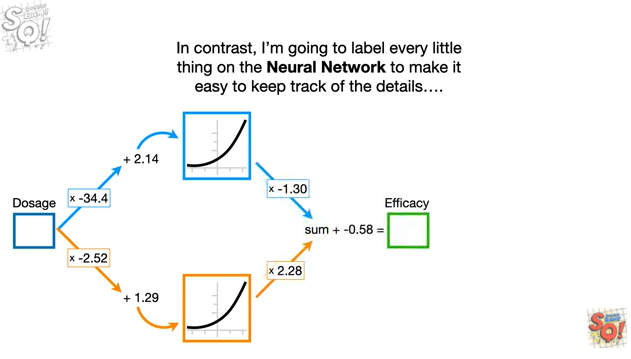 In contrast, I'm going to label every little
thing on the Neural Network to make it
easy to keep track of the details....
+ 2.14
x -34.4
x -1.30
Dosage
Efficacy
sum + -0.58 =
x -2.52
x 2.28
+ 1.29